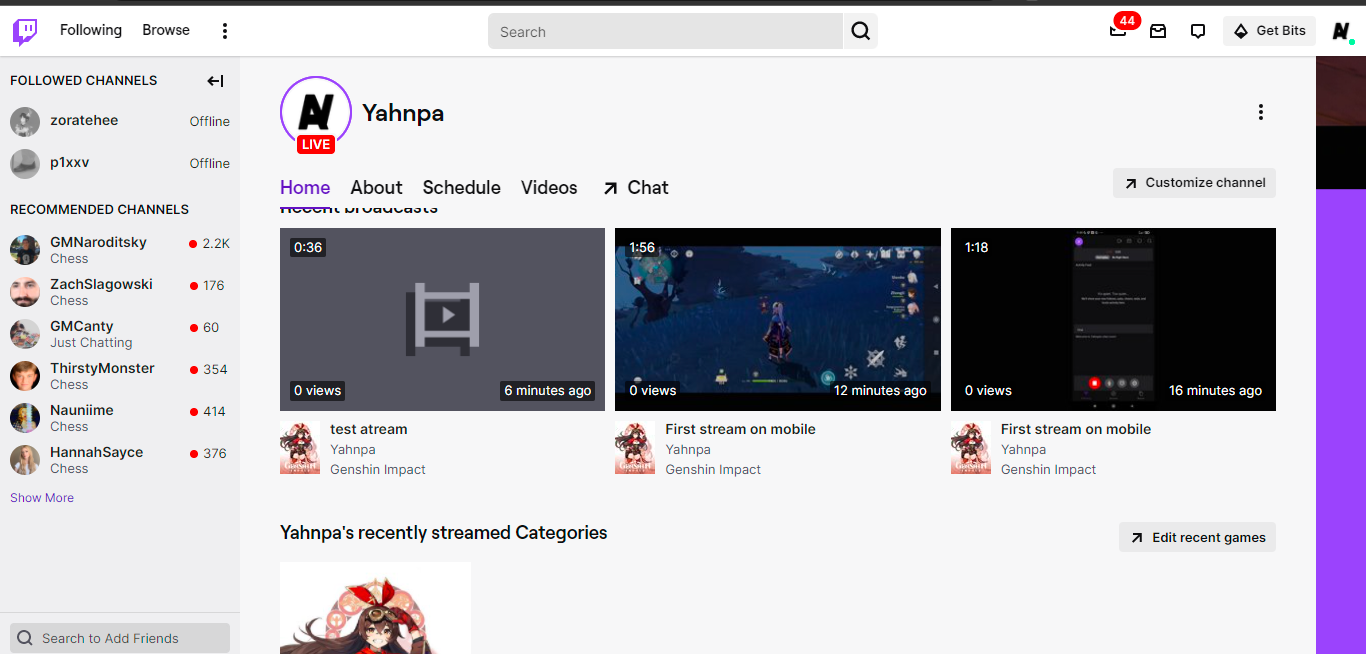 Following Browse
Search
44
Get Bits
FOLLOWED CHANNELS
zoratehee Offline
p1xxv Offline
RECOMMENDED CHANNELS
GMNaroditsky 2.2K
Chess
ZachSlagowski 176
Chess
GMCanty 60
Just Chatting
ThirstyMonster 354
Chess
Nauniime 414
Chess
HannahSayce 376
Chess
Show More
Search to Add Friends
Yahnpa
LIVE
Home About Schedule Videos Chat
Customize channel
Recent broadcasts
0:36
0 views 6 minutes ago
test atream
Yahnpa
Genshin Impact
1:56
0 views 12 minutes ago
First stream on mobile
Yahnpa
Genshin Impact
1:18
0 views 16 minutes ago
First stream on mobile
Yahnpa
Genshin Impact
Yahnpa's recently streamed Categories
Edit recent games